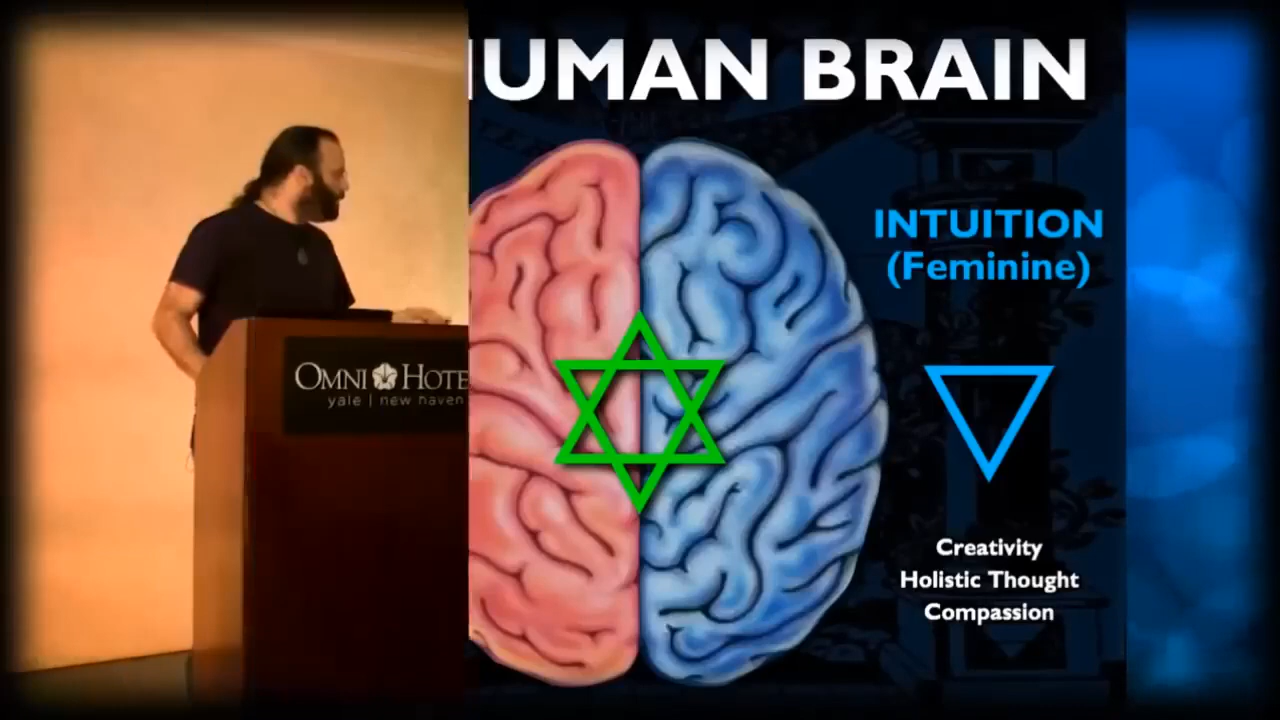 UMAN BRAIN
INTUITION
(Feminine)
OMNI HOTE
yale | new haven
Creativity
Holistic Thought
Compassion